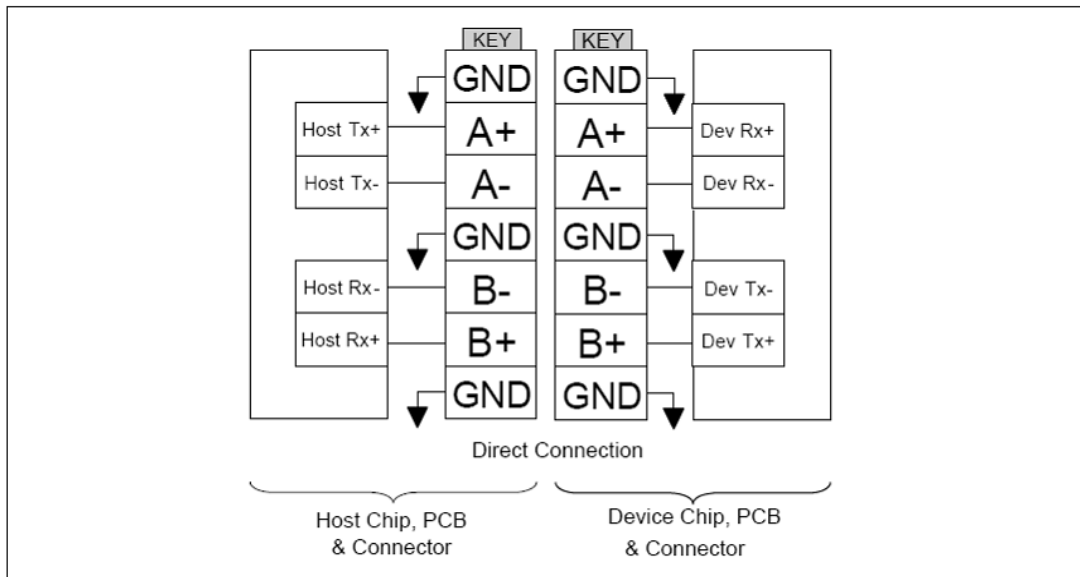 KEY KEY
GND GND
Host Tx+ A+ A+ Dev Rx+
Host Tx- A- A- Dev Rx-
GND GND
Host Rx- B- B- Dev Tx-
Host Rx+ B+ B+ Dev Tx+
GND GND
Direct Connection
Host Chip, PCB
& Connector
Device Chip, PCB
& Connector